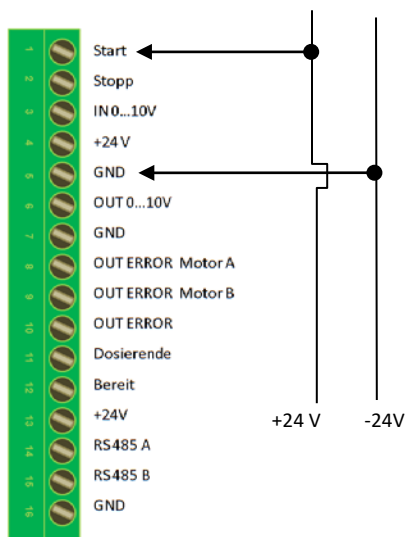 1 Start
2 Stopp
3 IN 0...10V
4 +24 V
5 GND
6 OUT 0...10V
7 GND
8 OUT ERROR Motor A
9 OUT ERROR Motor B
10 OUT ERROR
11 Dosierende
12 Bereit
13 +24V
14 RS485 A
15 RS485 B
16 GND
+24 V -24V